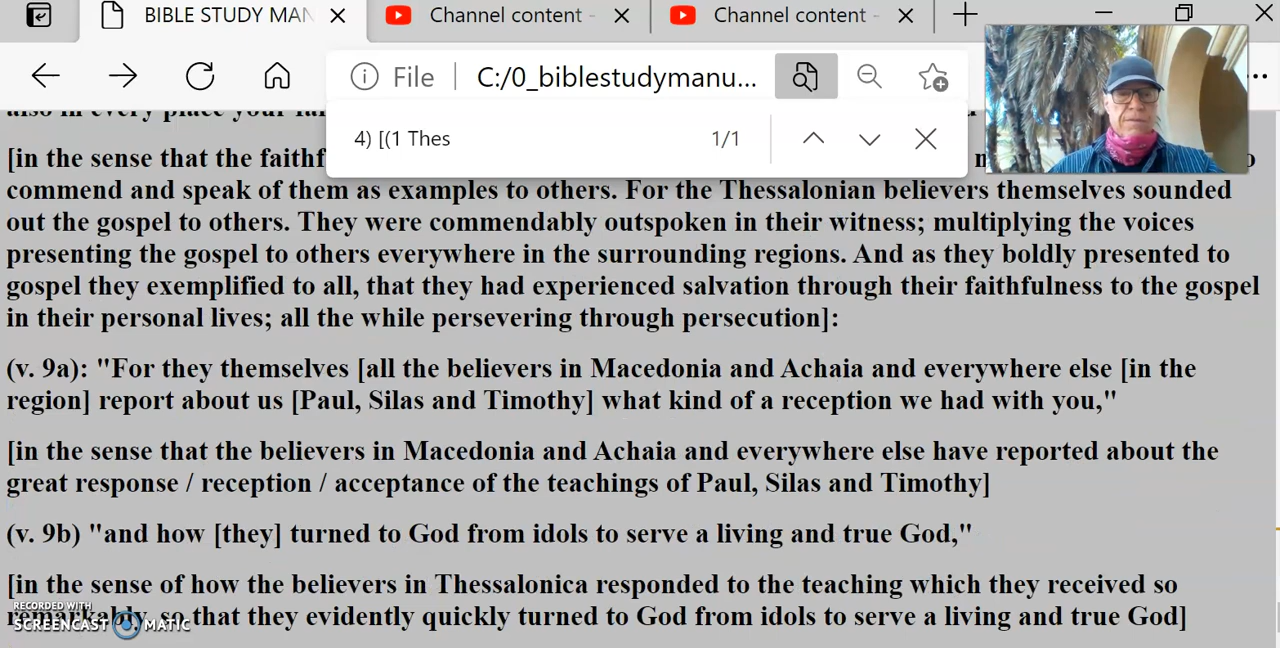 BIBLE STUDY MAN
Channel content -
Channel content -
File
C:/0_biblestudymanu...
4) [(1 Thes
1/1
also in every place your fai
[in the sense that the faithf
commend and speak of them as examples to others. For the Thessalonian believers themselves sounded
out the gospel to others. They were commendably outspoken in their witness; multiplying the voices
presenting the gospel to others everywhere in the surrounding regions. And as they boldly presented to
gospel they exemplified to all, that they had experienced salvation through their faithfulness to the gospel
in their personal lives; all the while persevering through persecution]:
(v. 9a): "For they themselves [all the believers in Macedonia and Achaia and everywhere else [in the
region] report about us [Paul, Silas and Timothy] what kind of a reception we had with you,"
[in the sense that the believers in Macedonia and Achaia and everywhere else have reported about the
great response / reception / acceptance of the teachings of Paul, Silas and Timothy]
(v. 9b) "and how [they] turned to God from idols to serve a living and true God,"
[in the sense of how the believers in Thessalonica responded to the teaching which they received so
remarkably, so that they evidently quickly turned to God from idols to serve a living and true God]
RECORDED WITH
SCREENCAST MATIC